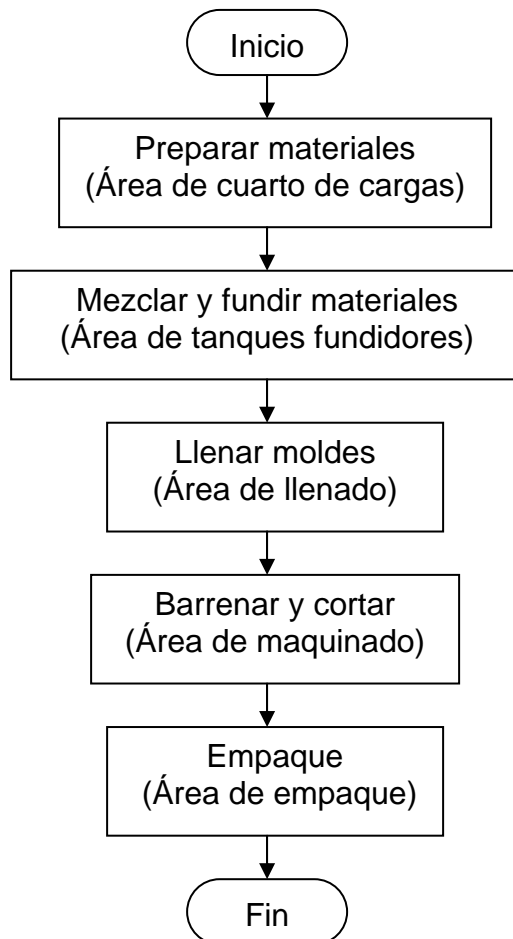 Inicio
Preparar materiales
(Área de cuarto de cargas)
Mezclar y fundir materiales
(Área de tanques fundidores)
Llenar moldes
(Área de llenado)
Barrenar y cortar
(Área de maquinado)
Empaque
(Área de empaque)
Fin